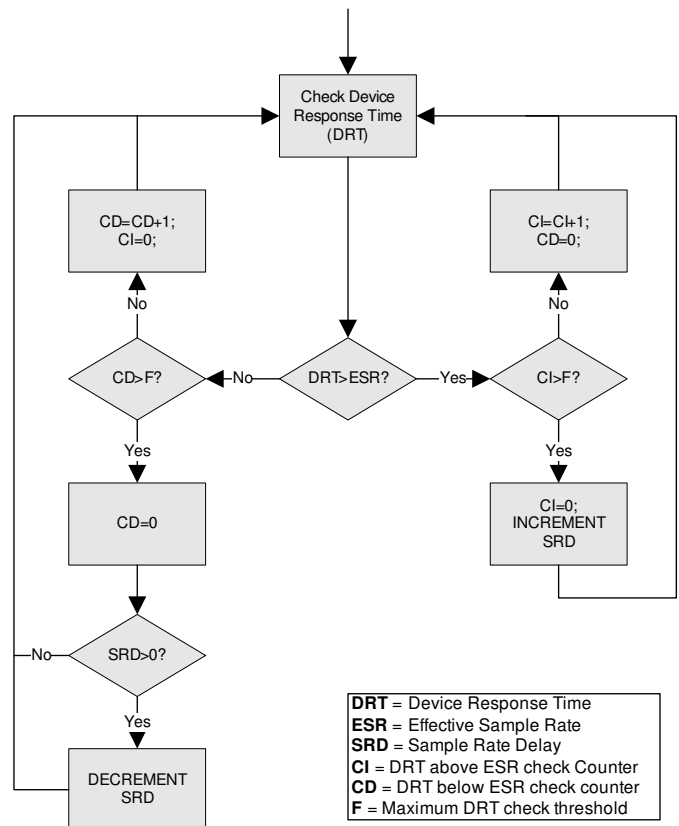 Check Device
Response Time
(DRT)
CD=CD+1;
CI=0;
CI=CI+1;
CD=0;
No
No
CD>F?
No
DRT>ESR?
Yes
CI>F?
Yes
Yes
CD=0
CI=0;
INCREMENT
SRD
No
SRD>0?
Yes
DECREMENT
SRD
DRT = Device Response Time
ESR = Effective Sample Rate
SRD = Sample Rate Delay
CI = DRT above ESR check Counter
CD = DRT below ESR check counter
F = Maximum DRT check threshold